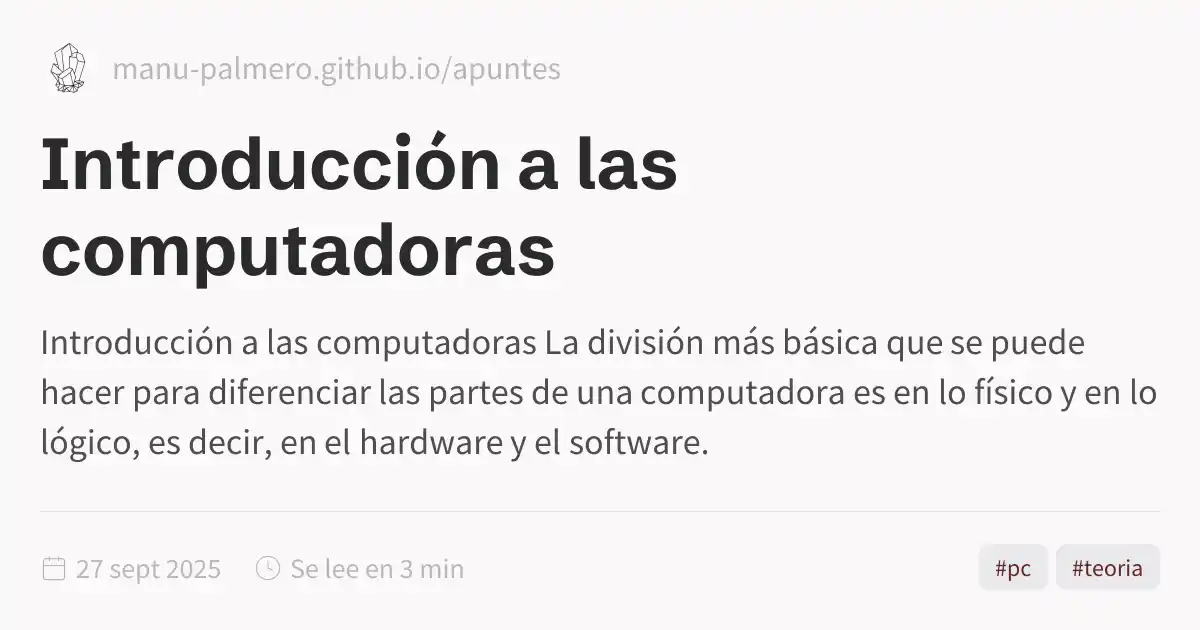 manu-palmero.github.io/apuntes
Introducción a las
computadoras
Introducción a las computadoras La división más básica que se puede
hacer para diferenciar las partes de una computadora es en lo físico y en lo
lógico, es decir, en el hardware y el software.
27 sept 2025 Se lee en 3 min #pc #teoria